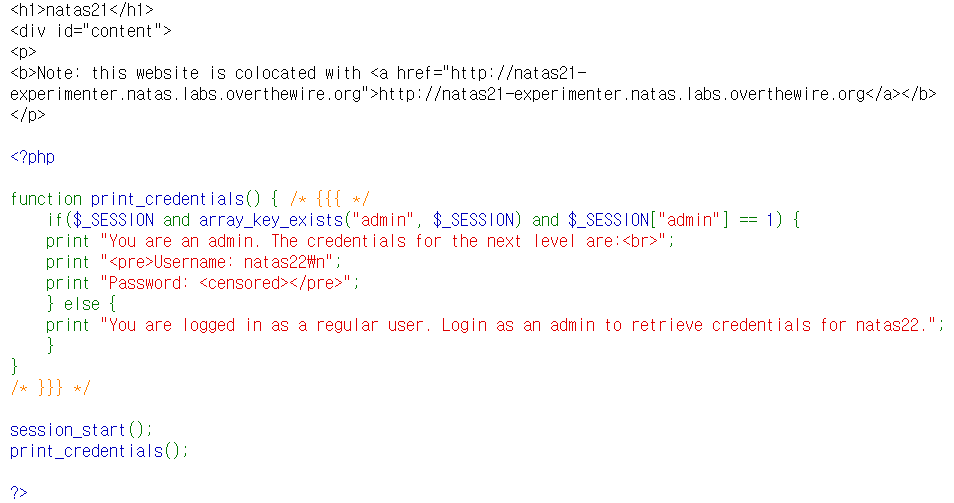 <h1>natas21</h1>
<div id="content">
<p>
<b>Note: this website is colocated with <a href="http://natas21-
experimenter.natas.labs.overthewire.org">http://natas21-experimenter.natas.labs.overthewire.org</a></b>
</p>
<?php
function print_credentials() { /* {{{ */
if($_SESSION and array_key_exists("admin", $_SESSION) and $_SESSION["admin"] == 1) {
print "You are an admin. The credentials for the next level are:<br>";
print "<pre>Username: natas22₩n";
print "Password: <censored></pre>";
} else {
print "You are logged in as a regular user. Login as an admin to retrieve credentials for natas22.";
}
}
/* }}} */
session_start();
print_credentials();
?>